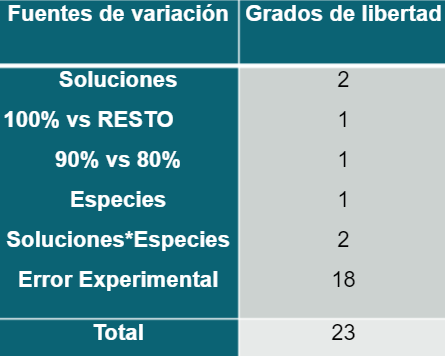 Fuentes de variación Grados de libertad
Soluciones 2
100% vs RESTO 1
90% vs 80% 1
Especies 1
Soluciones*Especies 2
Error Experimental 18
Total 23